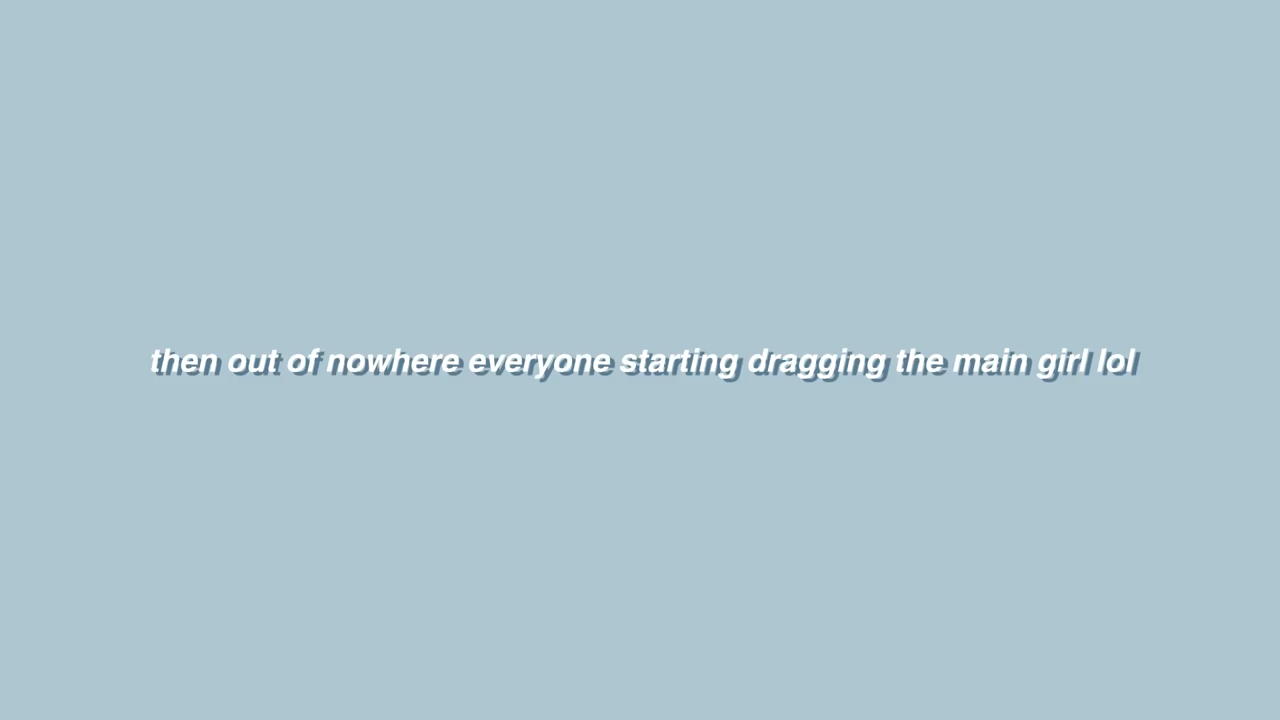 then out of nowhere everyone starting dragging the main girl lol